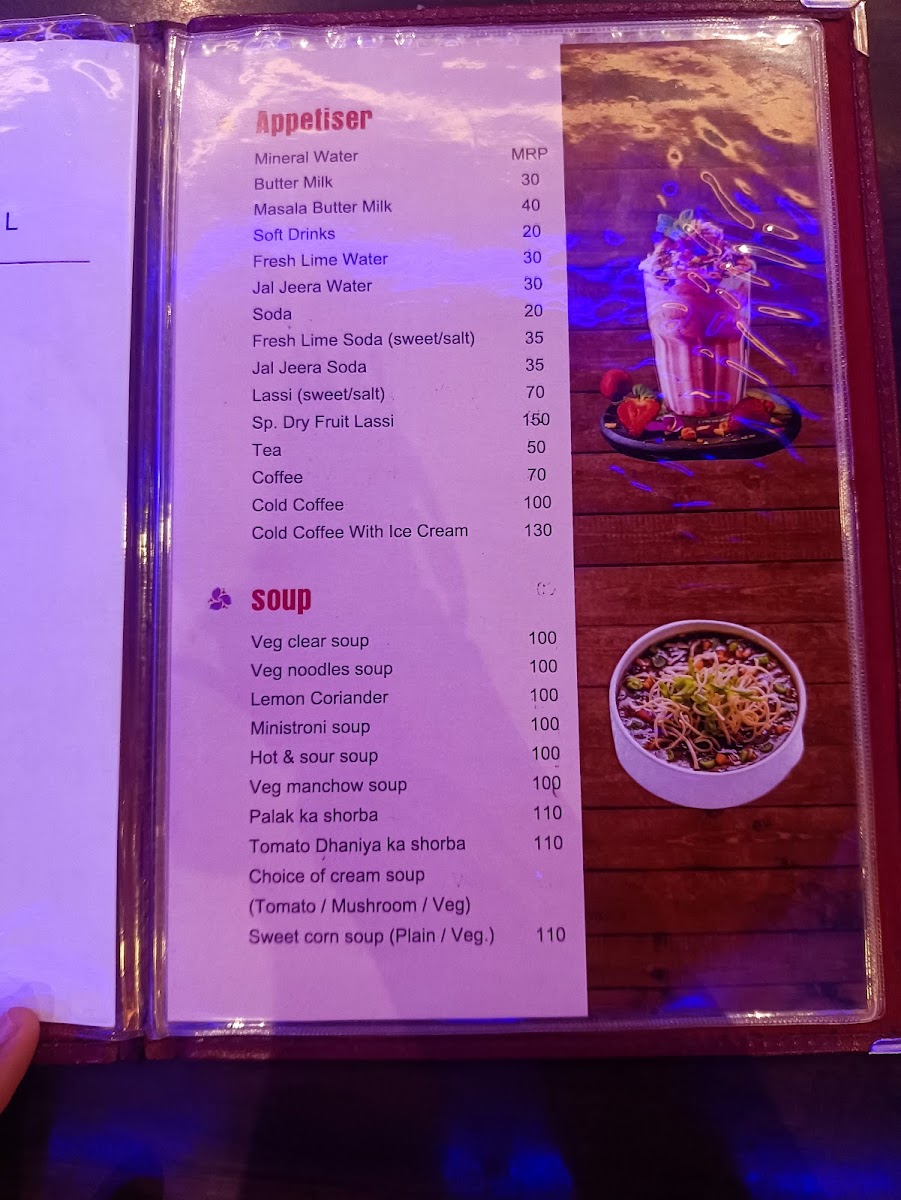 L
Appetiser
Mineral Water MRP
Butter Milk 30
Masala Butter Milk 40
Soft Drinks 20
Fresh Lime Water 30
Jal Jeera Water 30
Soda 20
Fresh Lime Soda (sweet/salt) 35
Jal Jeera Soda 35
Lassi (sweet/salt) 70
Sp. Dry Fruit Lassi 150
Tea 50
Coffee 70
Cold Coffee 100
Cold Coffee With Ice Cream 130
soup
Veg clear soup 100
Veg noodles soup 100
Lemon Coriander 100
Ministroni soup 100
Hot & sour soup 100
Veg manchow soup 100
Palak ka shorba 110
Tomato Dhaniya ka shorba 110
Choice of cream soup
(Tomato / Mushroom / Veg)
Sweet corn soup (Plain / Veg.) 110